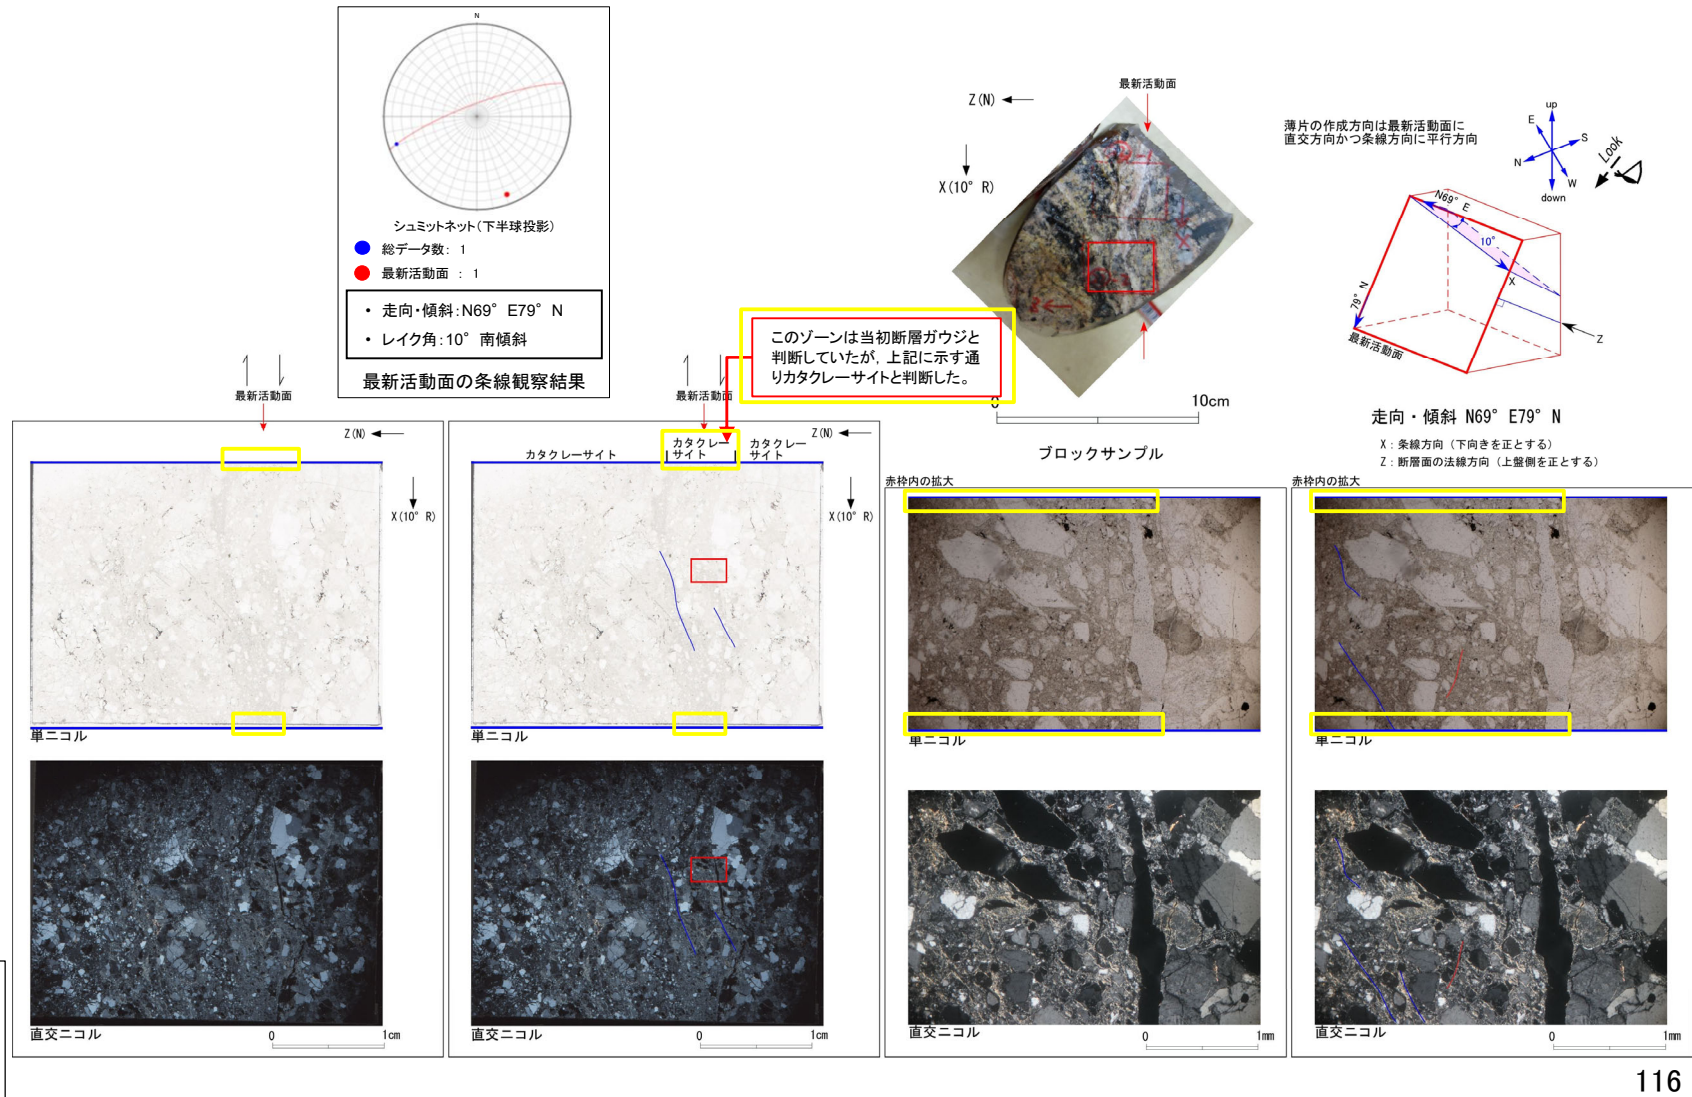 N
シュミットネット(下半球投影)
総データ数: 1
最新活動面 : 1
・ 走向・傾斜:N69° E79° N
・ レイク角:10° 南傾斜
最新活動面の条線観察結果
このゾーンは当初断層ガウジと
判断していたが, 上記に示す通
りカタクレーサイトと判断した。
最新活動面
Z(N)
X(10° R)
0
10cm
ブロックサンプル
薄片の作成方向は最新活動面に
直交方向かつ条線方向に平行方向
up
E
S
N
W
down
Look
N69° E
10°
X
79° N
Z
最新活動面
走向・傾斜 N69° E79° N
X:条線方向(下向きを正とする)
Z:断層面の法線方向(上盤側を正とする)
最新活動面
Z(N)
X(10° R)
単ニコル
直交ニコル
0
1cm
最新活動面
カタクレーサイト
カタクレー
サイト
カタクレー
サイト
Z(N)
X(10° R)
単ニコル
直交ニコル
0
1cm
赤枠内の拡大
単ニコル
直交ニコル
0
1mm
赤枠内の拡大
単ニコル
直交ニコル
0
1mm
116